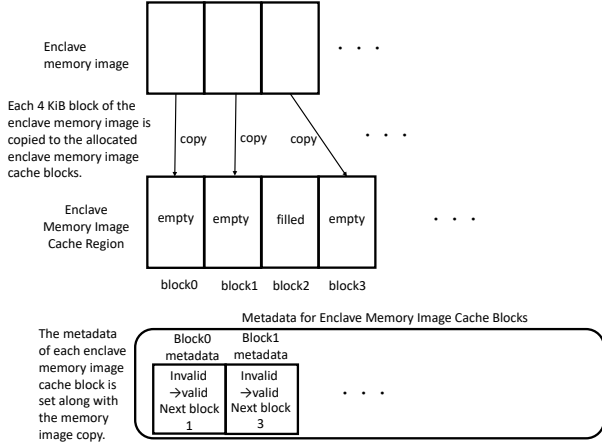 Enclave
memory image
. . .
Each 4 KiB block of the
enclave memory image is
copied to the allocated
enclave memory image
cache blocks.
copy copy copy . . .
Enclave
Memory Image
Cache Region
empty empty filled empty . . .
block0 block1 block2 block3
Metadata for Enclave Memory Image Cache Blocks
The metadata
of each enclave
memory image
cache block is
set along with
the memory
image copy.
Block0
metadata
Invalid
→valid
Next block
1
Block1
metadata
Invalid
→valid
Next block
3
. . .